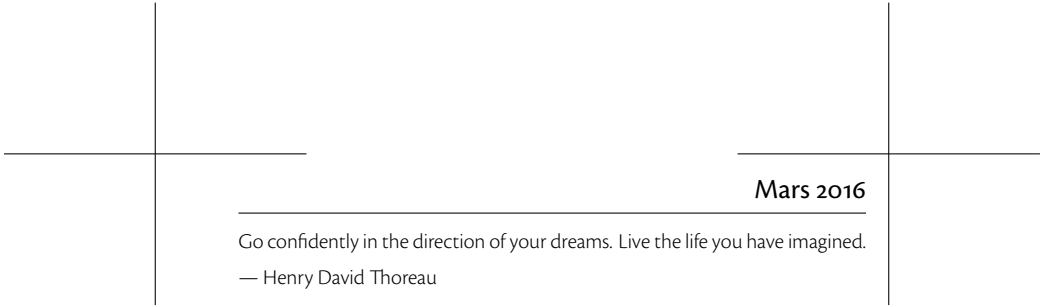 Mars 2016
Go confidently in the direction of your dreams. Live the life you have imagined.
— Henry David Thoreau